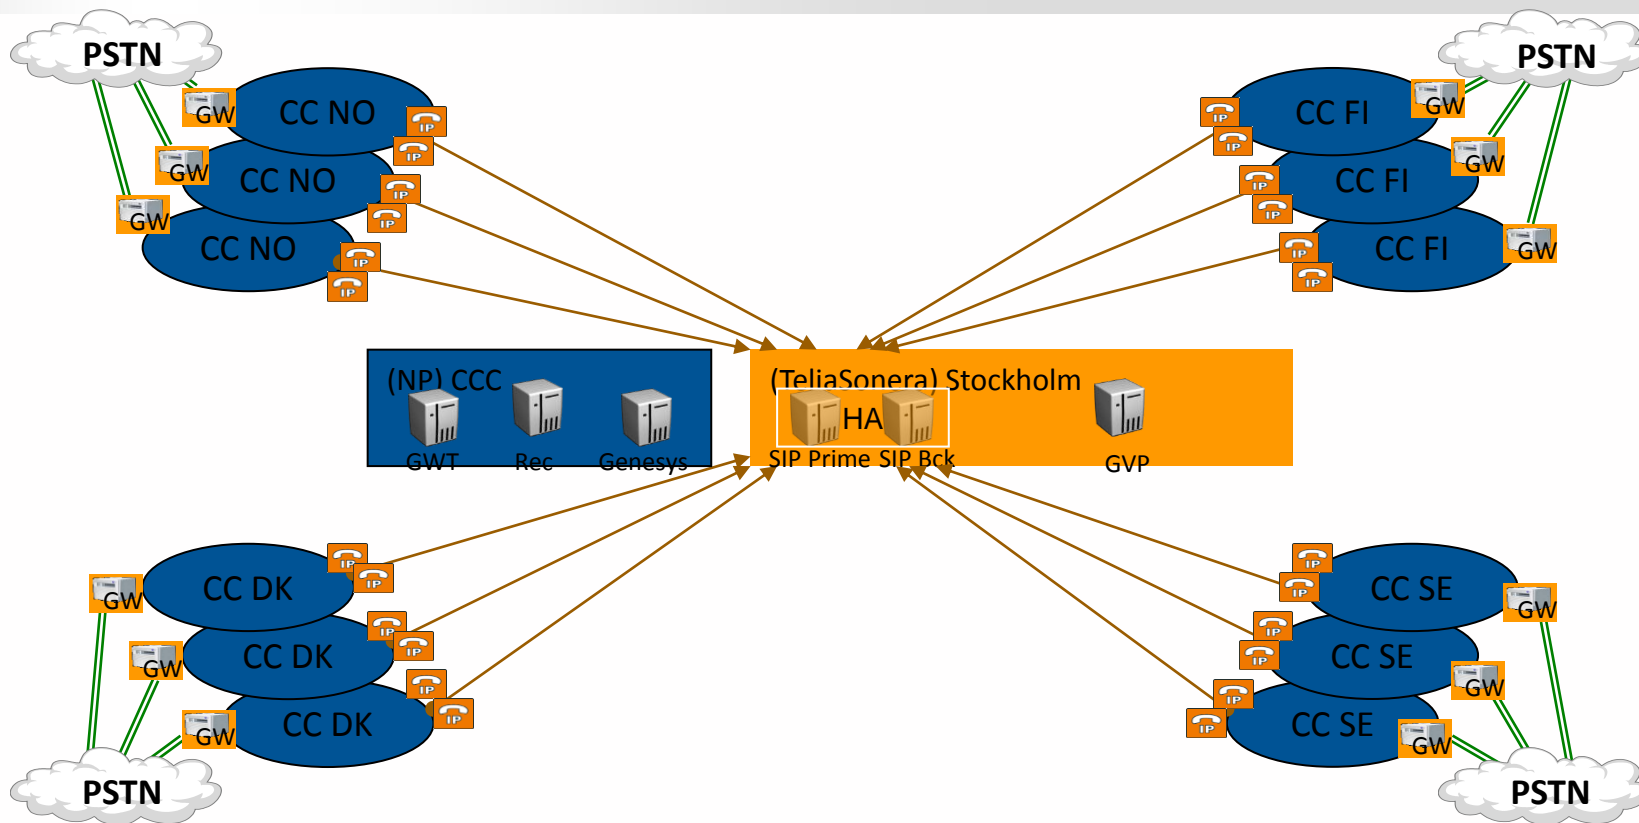 PSTN
PSTN
CC NO
GW
IP
IP
CC NO
GW
IP
IP
CC NO
GW
IP
IP
CC FI
GW
IP
IP
CC FI
GW
IP
IP
CC FI
GW
IP
IP
(NP) CCC
GWT
Rec
Genesys
(TeliaSonera) Stockholm
HA
SIP Prime
SIP Bck
GVP
CC DK
GW
IP
IP
CC DK
GW
IP
IP
CC DK
GW
IP
IP
CC SE
GW
IP
IP
CC SE
GW
IP
IP
CC SE
GW
IP
IP
PSTN
PSTN